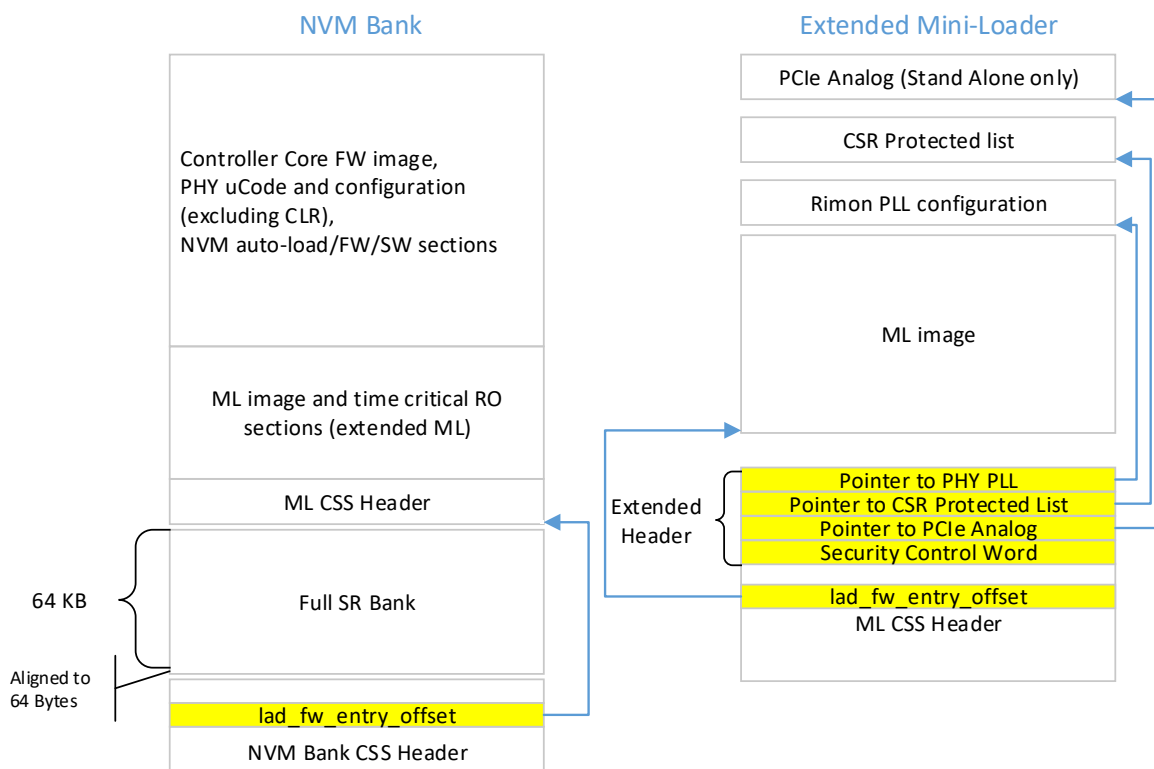 NVM Bank
Controller Core FW image,
PHY uCode and configuration
(excluding CLR),
NVM auto-load/FW/SW sections
ML image and time critical RO
sections (extended ML)
ML CSS Header
64 KB
Full SR Bank
Aligned to
64 Bytes
lad_fw_entry_offset
NVM Bank CSS Header
Extended Mini-Loader
PCIe Analog (Stand Alone only)
CSR Protected list
Rimon PLL configuration
ML image
Extended
Header
Pointer to PHY PLL
Pointer to CSR Protected List
Pointer to PCIe Analog
Security Control Word
lad_fw_entry_offset
ML CSS Header